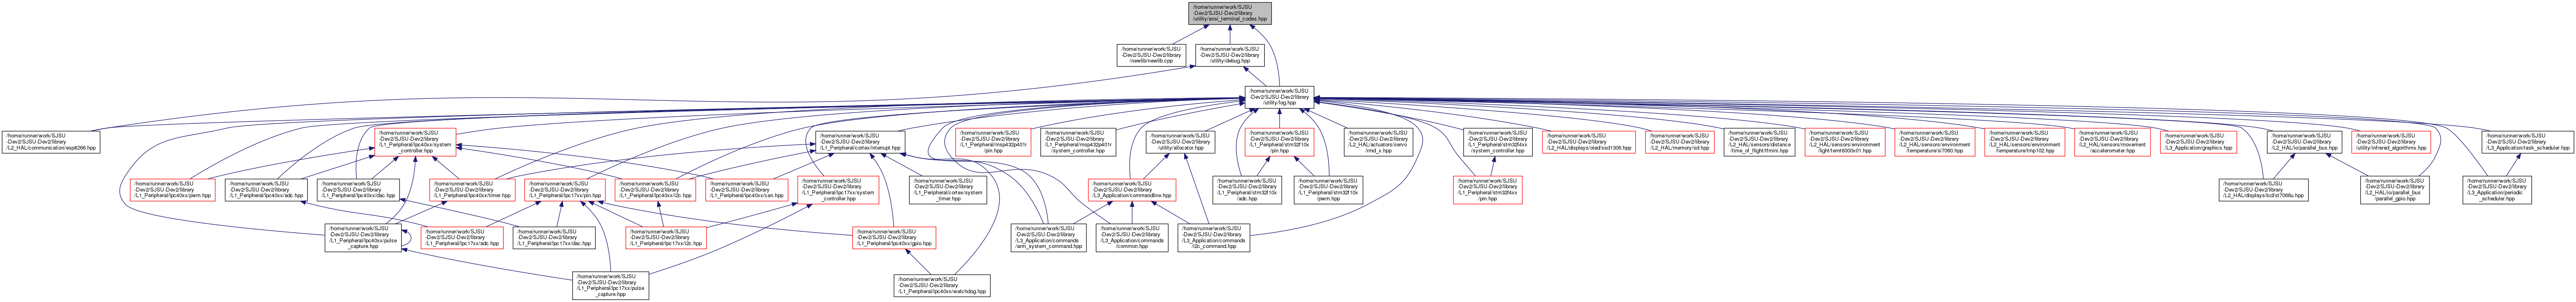 /home/runner/work/SJSU
-Dev2/SJSU-Dev2/library
/utility/ansi_terminal_codes.hpp
/home/runner/work/SJSU
-Dev2/SJSU-Dev2/library
/newlib/newlib.cpp
/home/runner/work/SJSU
-Dev2/SJSU-Dev2/library
/utility/debug.hpp
/home/runner/work/SJSU
-Dev2/SJSU-Dev2/library
/utility/log.hpp
/home/runner/work/SJSU
-Dev2/SJSU-Dev2/library
/L2_HAL/communication/esp8266.hpp
/home/runner/work/SJSU
-Dev2/SJSU-Dev2/library
/L1_Peripheral/lpc40xx/system
_controller.hpp
/home/runner/work/SJSU
-Dev2/SJSU-Dev2/library
/L1_Peripheral/cortex/interrupt.hpp
/home/runner/work/SJSU
-Dev2/SJSU-Dev2/library
/L1_Peripheral/msp432p401r
/pin.hpp
/home/runner/work/SJSU
-Dev2/SJSU-Dev2/library
/L1_Peripheral/msp432p401r
/system_controller.hpp
/home/runner/work/SJSU
-Dev2/SJSU-Dev2/library
/utility/allocator.hpp
/home/runner/work/SJSU
-Dev2/SJSU-Dev2/library
/L1_Peripheral/stm32f10x
/pin.hpp
/home/runner/work/SJSU
-Dev2/SJSU-Dev2/library
/L2_HAL/actuators/servo
/rmd_x.hpp
/home/runner/work/SJSU
-Dev2/SJSU-Dev2/library
/L1_Peripheral/stm32f4xx
/system_controller.hpp
/home/runner/work/SJSU
-Dev2/SJSU-Dev2/library
/L2_HAL/displays/oled/ssd1306.hpp
/home/runner/work/SJSU
-Dev2/SJSU-Dev2/library
/L2_HAL/memory/sd.hpp
/home/runner/work/SJSU
-Dev2/SJSU-Dev2/library
/L2_HAL/sensors/distance
/time_of_flight/tfmini.hpp
/home/runner/work/SJSU
-Dev2/SJSU-Dev2/library
/L2_HAL/sensors/environment
/light/temt6000x01.hpp
/home/runner/work/SJSU
-Dev2/SJSU-Dev2/library
/L2_HAL/sensors/environment
/temperature/si7060.hpp
/home/runner/work/SJSU
-Dev2/SJSU-Dev2/library
/L2_HAL/sensors/environment
/temperature/tmp102.hpp
/home/runner/work/SJSU
-Dev2/SJSU-Dev2/library
/L2_HAL/sensors/movement
/accelerometer.hpp
/home/runner/work/SJSU
-Dev2/SJSU-Dev2/library
/L3_Application/graphics.hpp
/home/runner/work/SJSU
-Dev2/SJSU-Dev2/library
/L2_HAL/io/parallel_bus.hpp
/home/runner/work/SJSU
-Dev2/SJSU-Dev2/library
/utility/infrared_algorithms.hpp
/home/runner/work/SJSU
-Dev2/SJSU-Dev2/library
/L3_Application/task_scheduler.hpp
/home/runner/work/SJSU
-Dev2/SJSU-Dev2/library
/L1_Peripheral/lpc40xx/pwm.hpp
/home/runner/work/SJSU
-Dev2/SJSU-Dev2/library
/L1_Peripheral/lpc40xx/adc.hpp
/home/runner/work/SJSU
-Dev2/SJSU-Dev2/library
/L1_Peripheral/lpc40xx/dac.hpp
/home/runner/work/SJSU
-Dev2/SJSU-Dev2/library
/L1_Peripheral/lpc40xx/timer.hpp
/home/runner/work/SJSU
-Dev2/SJSU-Dev2/library
/L1_Peripheral/lpc17xx/pin.hpp
/home/runner/work/SJSU
-Dev2/SJSU-Dev2/library
/L1_Peripheral/lpc40xx/i2c.hpp
/home/runner/work/SJSU
-Dev2/SJSU-Dev2/library
/L1_Peripheral/lpc40xx/can.hpp
/home/runner/work/SJSU
-Dev2/SJSU-Dev2/library
/L1_Peripheral/lpc17xx/system
_controller.hpp
/home/runner/work/SJSU
-Dev2/SJSU-Dev2/library
/L1_Peripheral/cortex/system
_timer.hpp
/home/runner/work/SJSU
-Dev2/SJSU-Dev2/library
/L3_Application/commandline.hpp
/home/runner/work/SJSU
-Dev2/SJSU-Dev2/library
/L1_Peripheral/stm32f10x
/adc.hpp
/home/runner/work/SJSU
-Dev2/SJSU-Dev2/library
/L1_Peripheral/stm32f10x
/pwm.hpp
/home/runner/work/SJSU
-Dev2/SJSU-Dev2/library
/L1_Peripheral/stm32f4xx
/pin.hpp
/home/runner/work/SJSU
-Dev2/SJSU-Dev2/library
/L2_HAL/displays/lcd/st7066u.hpp
/home/runner/work/SJSU
-Dev2/SJSU-Dev2/library
/L2_HAL/io/parallel_bus
/parallel_gpio.hpp
/home/runner/work/SJSU
-Dev2/SJSU-Dev2/library
/L3_Application/periodic
_scheduler.hpp
/home/runner/work/SJSU
-Dev2/SJSU-Dev2/library
/L1_Peripheral/lpc40xx/pulse
_capture.hpp
/home/runner/work/SJSU
-Dev2/SJSU-Dev2/library
/L1_Peripheral/lpc17xx/adc.hpp
/home/runner/work/SJSU
-Dev2/SJSU-Dev2/library
/L1_Peripheral/lpc17xx/dac.hpp
/home/runner/work/SJSU
-Dev2/SJSU-Dev2/library
/L1_Peripheral/lpc17xx/i2c.hpp
/home/runner/work/SJSU
-Dev2/SJSU-Dev2/library
/L1_Peripheral/lpc40xx/gpio.hpp
/home/runner/work/SJSU
-Dev2/SJSU-Dev2/library
/L3_Application/commands
/arm_system_command.hpp
/home/runner/work/SJSU
-Dev2/SJSU-Dev2/library
/L3_Application/commands
/common.hpp
/home/runner/work/SJSU
-Dev2/SJSU-Dev2/library
/L3_Application/commands
/i2c_command.hpp
/home/runner/work/SJSU
-Dev2/SJSU-Dev2/library
/L1_Peripheral/lpc17xx/pulse
_capture.hpp
/home/runner/work/SJSU
-Dev2/SJSU-Dev2/library
/L1_Peripheral/lpc40xx/watchdog.hpp